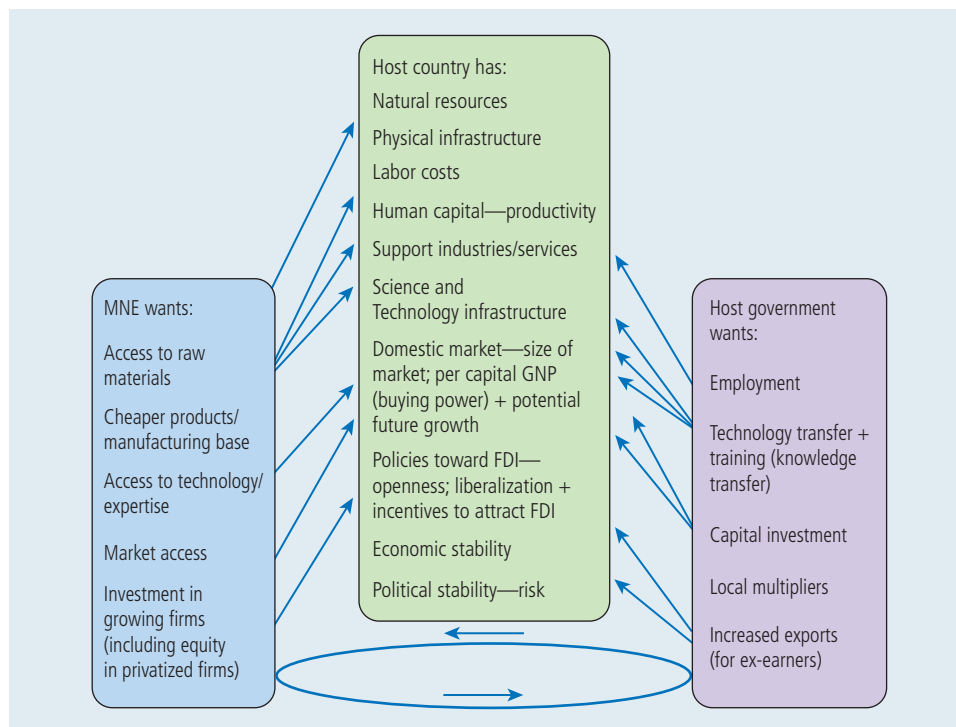 Host country has:
Natural resources
Physical infrastructure
Labor costs
Human capital—productivity
Support industries/services
Science and
Technology infrastructure
Domestic market—size of
market; per capital GNP
(buying power) + potential
future growth
Policies toward FDI—
openness; liberalization +
incentives to attract FDI
Economic stability
Political stability—risk
MNE wants:
Access to raw
materials
Cheaper products/
manufacturing base
Access to technology/
expertise
Market access
Investment in
growing firms
(including equity
in privatized firms)
Host government
wants:
Employment
Technology transfer +
training (knowledge
transfer)
Capital investment
Local multipliers
Increased exports
(for ex-earners)